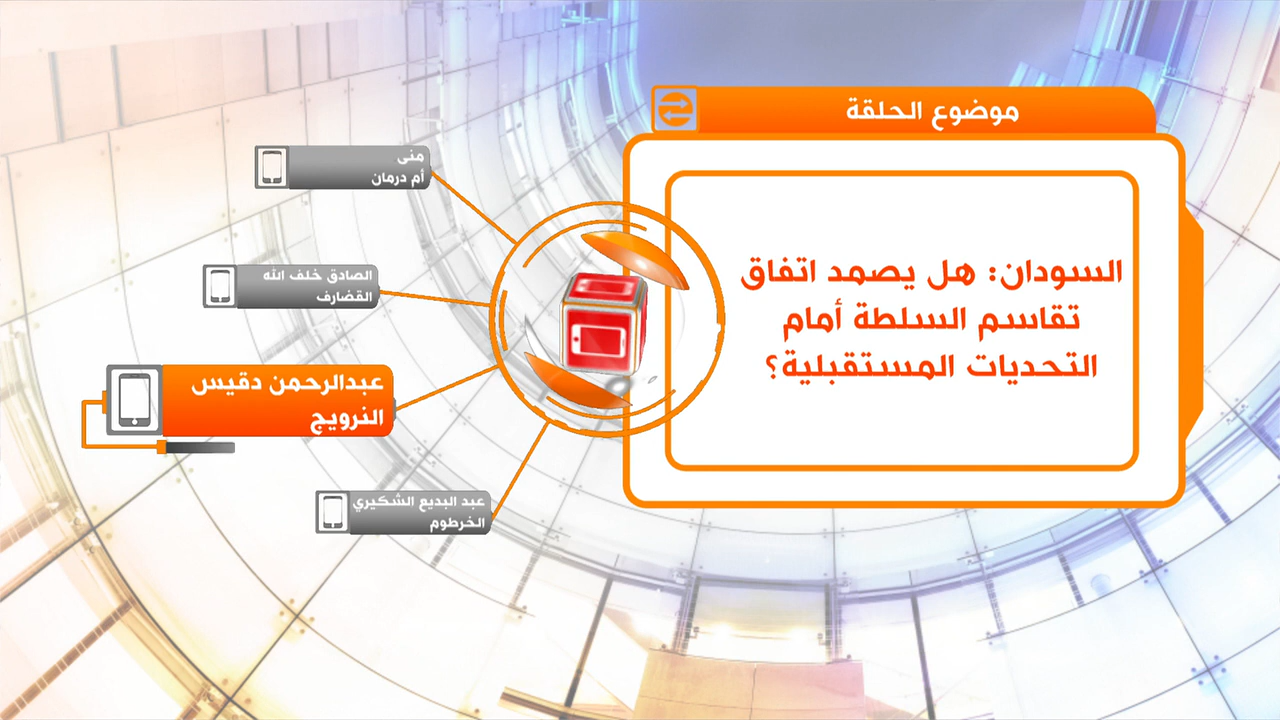 موضوع الحلقة
السودان: هل يصمد اتفاق
تقاسم السلطة أمام
التحديات المستقبلية؟
منى
أم درمان
الصادق خلف الله
القضارف
عبدالرحمن دقيس
النرويج
عبد البديع الشكيري
الخرطوم